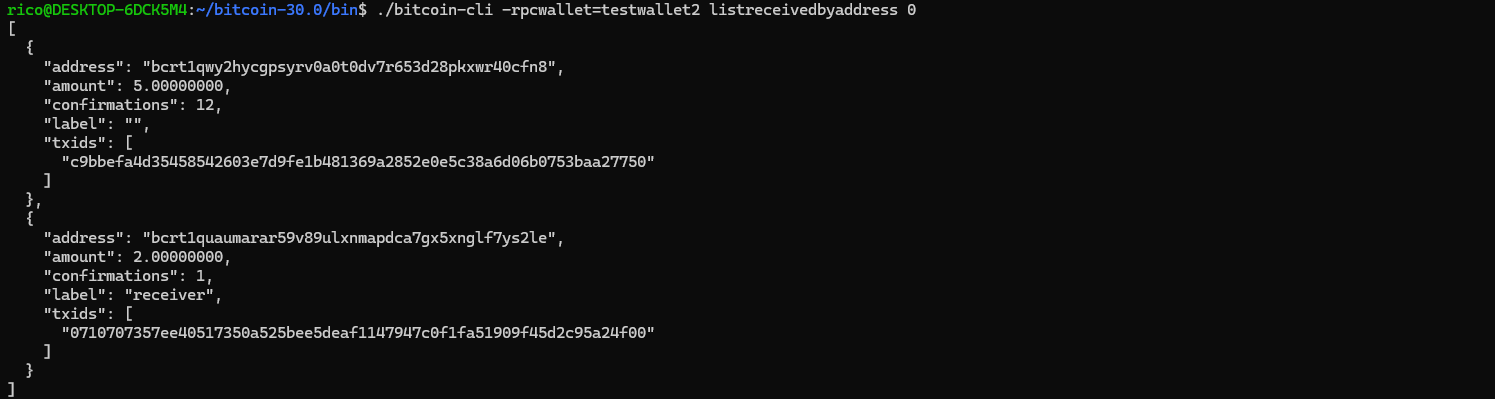 rico@DESKTOP-6DCK5M4:~/bitcoin-30.0/bin$ ./bitcoin-cli -rpcwallet=testwallet2 listreceivedbyaddress 0
[
  {
    "address": "bcrt1qwy2hycgpsyrv0a0t0dv7r653d28pkxwr40cfn8",
    "amount": 5.00000000,
    "confirmations": 12,
    "label": "",
    "txids": [
      "c9bbefa4d35458542603e7d9fe1b481369a2852e0e5c38a6d06b0753baa27750"
    ]
  },
  {
    "address": "bcrt1quaumarar59v89ulxnmapdca7gx5xnglf7ys2le",
    "amount": 2.00000000,
    "confirmations": 1,
    "label": "receiver",
    "txids": [
      "0710707357ee40517350a525bee5deaf1147947c0f1fa51909f45d2c95a24f00"
    ]
  }
]